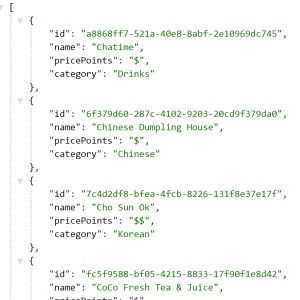 [
{
"id": "a8868ff7-521a-40e8-8abf-2e10969dc745",
"name": "Chatime",
"pricePoints": "$",
"category": "Drinks"
},
{
"id": "6f379d60-287c-4102-9203-20cd9f379da0",
"name": "Chinese Dumpling House",
"pricePoints": "$",
"category": "Chinese"
},
{
"id": "7c4d2df8-bfea-4fcb-8226-131f8e37e17f",
"name": "Cho Sun Ok",
"pricePoints": "$$",
"category": "Korean"
},
{
"id": "fc5f9588-bf05-4215-8833-17f90f1e8d42",
"name": "CoCo Fresh Tea & Juice",
"pricePoints": "$"